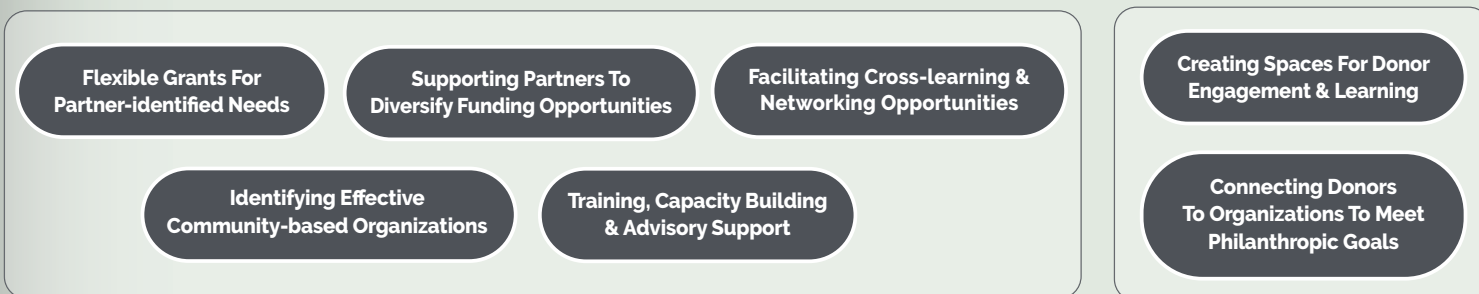 Flexible Grants For
Partner-identified Needs
Supporting Partners To
Diversify Funding Opportunities
Facilitating Cross-learning &
Networking Opportunities
Identifying Effective
Community-based Organizations
Training, Capacity Building
& Advisory Support
Creating Spaces For Donor
Engagement & Learning
Connecting Donors
To Organizations To Meet
Philanthropic Goals